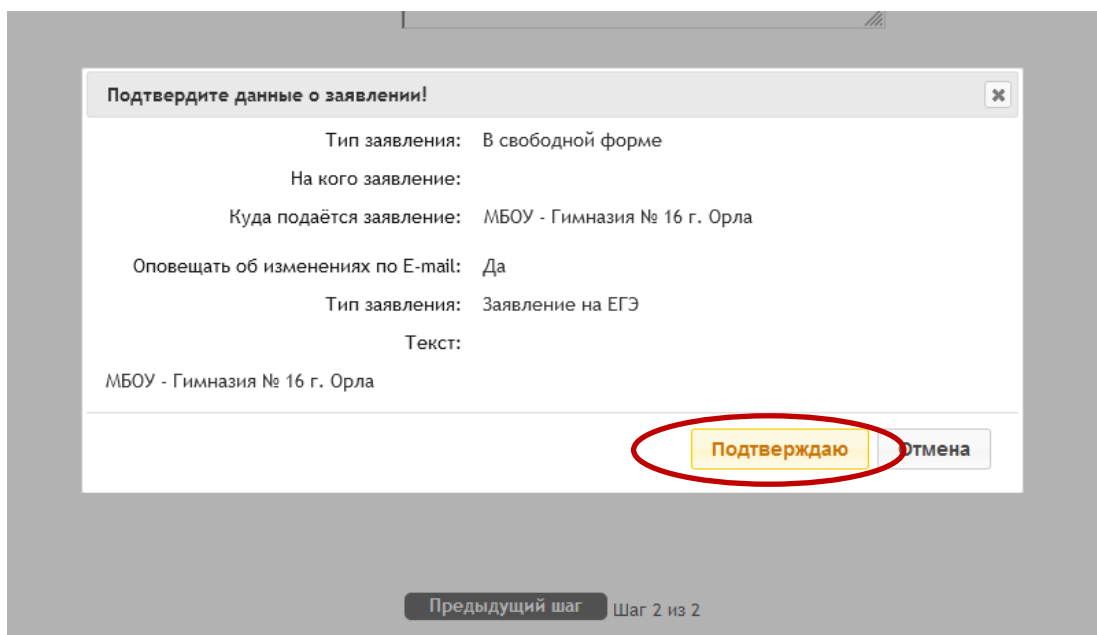 Подтвердите данные о заявлении!
Тип заявления: В свободной форме
На кого заявление:
Куда подаётся заявление: МБОУ - Гимназия № 16 г. Орла
Оповещать об изменениях по E-mail: Да
Тип заявления: Заявление на ЕГЭ
Текст:
МБОУ - Гимназия № 16 г. Орла
Подтверждаю Отмена
Предыдущий шаг Шаг 2 из 2